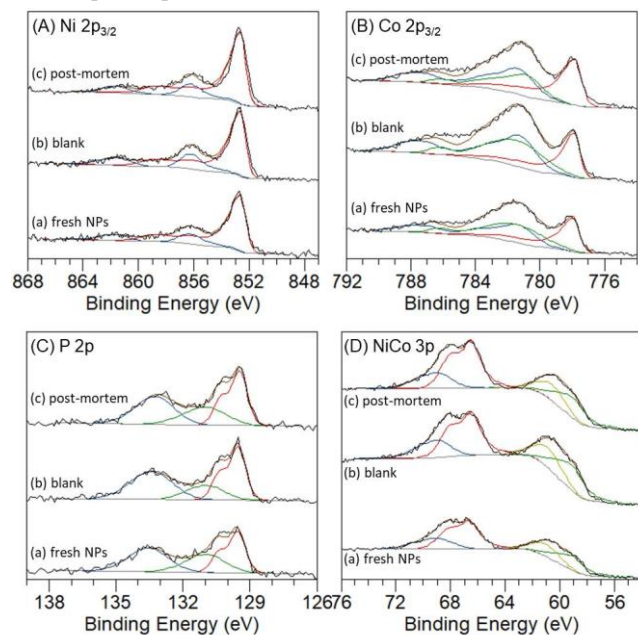 (A) Ni 2p3/2
(c) post-mortem
(b) blank
(a) fresh NPs
868 864 860 856 852 848
Binding Energy (eV)
(B) Co 2p3/2
(c) post-mortem
(b) blank
(a) fresh NPs
792 788 784 780 776
Binding Energy (eV)
(C) P 2p
(c) post-mortem
(b) blank
(a) fresh NPs
138 135 132 129 126
Binding Energy (eV)
(D) NiCo 3p
(c) post-mortem
(b) blank
(a) fresh NPs
76 72 68 64 60 56
Binding Energy (eV)